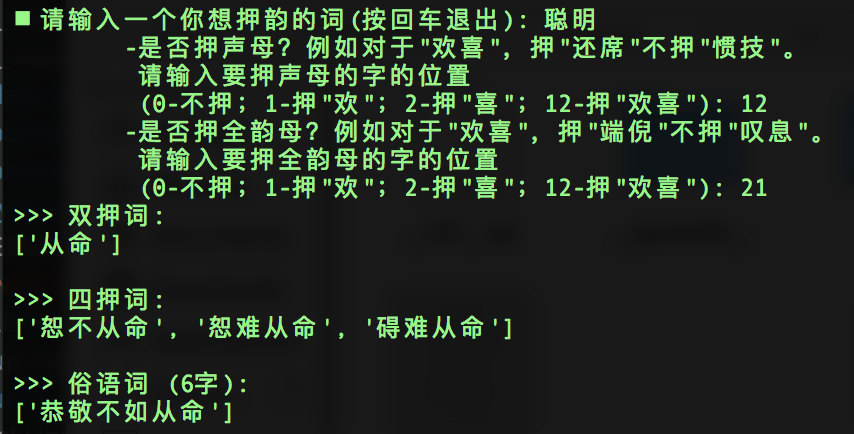 ■ 请输入一个你想押韵的词(按回车退出): 聪明
-是否押声母? 例如对于"欢喜", 押"还席"不押"惯技"。
请输入要押声母的字的位置
(0-不押; 1-押"欢"; 2-押"喜"; 12-押"欢喜"): 12
-是否押全韵母? 例如对于"欢喜", 押"端倪"不押"叹息"。
请输入要押全韵母的字的位置
(0-不押; 1-押"欢"; 2-押"喜"; 12-押"欢喜"): 21
>>> 双押词:
['从命']
>>> 四押词:
['恕不从命', '恕难从命', '碍难从命']
>>> 俗语词 (6字):
['恭敬不如从命']